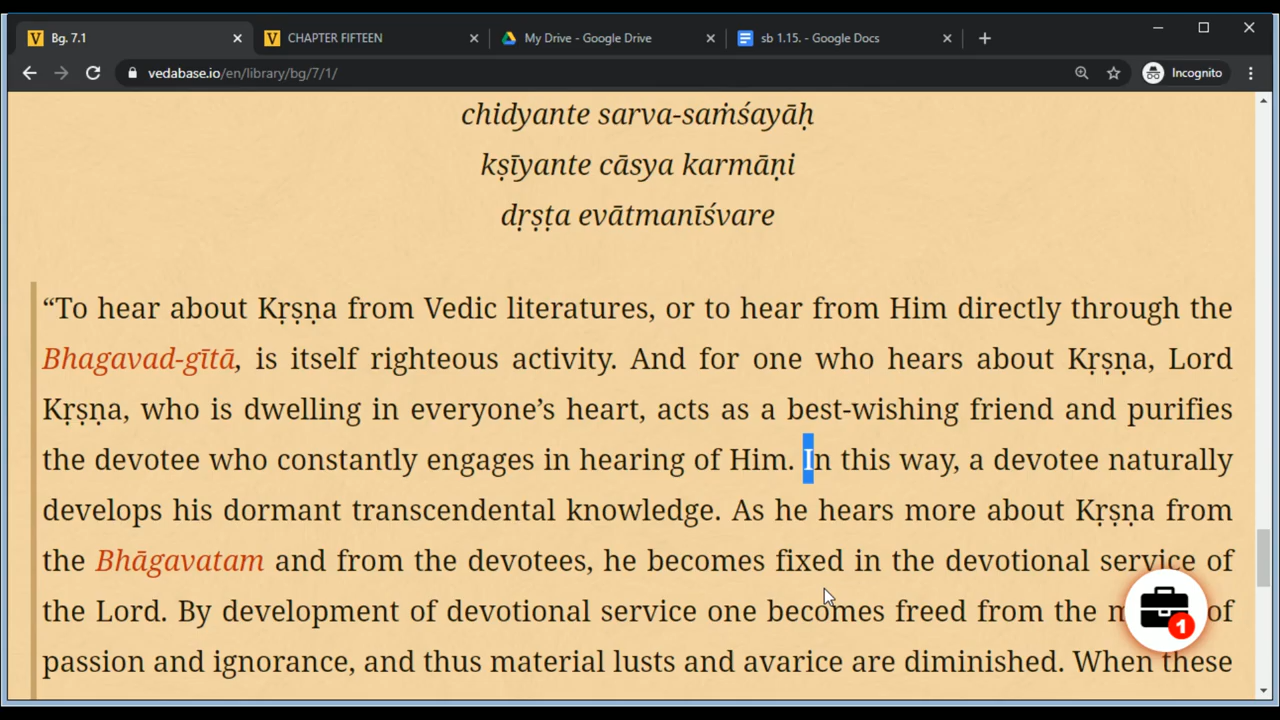 Bg. 7.1
CHAPTER FIFTEEN
My Drive - Google Drive
sb 1.15. - Google Docs
vedabase.io/en/library/bg/7/1/
Incognito
chidyante sarva-saṁśayāḥ
kṣīyante cāsya karmāṇi
dṛṣṭa evātmanīśvare
“To hear about Kṛṣṇa from Vedic literatures, or to hear from Him directly through the
Bhagavad-gītā, is itself righteous activity. And for one who hears about Kṛṣṇa, Lord
Kṛṣṇa, who is dwelling in everyone’s heart, acts as a best-wishing friend and purifies
the devotee who constantly engages in hearing of Him. In this way, a devotee naturally
develops his dormant transcendental knowledge. As he hears more about Kṛṣṇa from
the Bhāgavatam and from the devotees, he becomes fixed in the devotional service of
the Lord. By development of devotional service one becomes freed from the of
passion and ignorance, and thus material lusts and avarice are diminished. When these
1